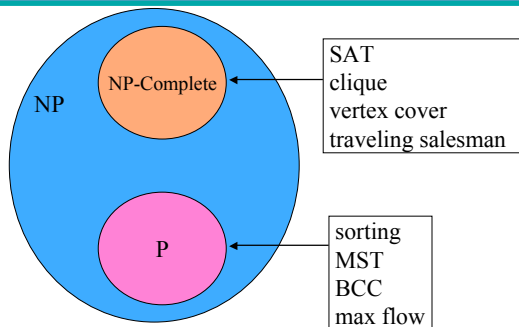 SAT
clique
vertex cover
traveling salesman
NP-Complete
NP
sorting
MST
BCC
max flow
P